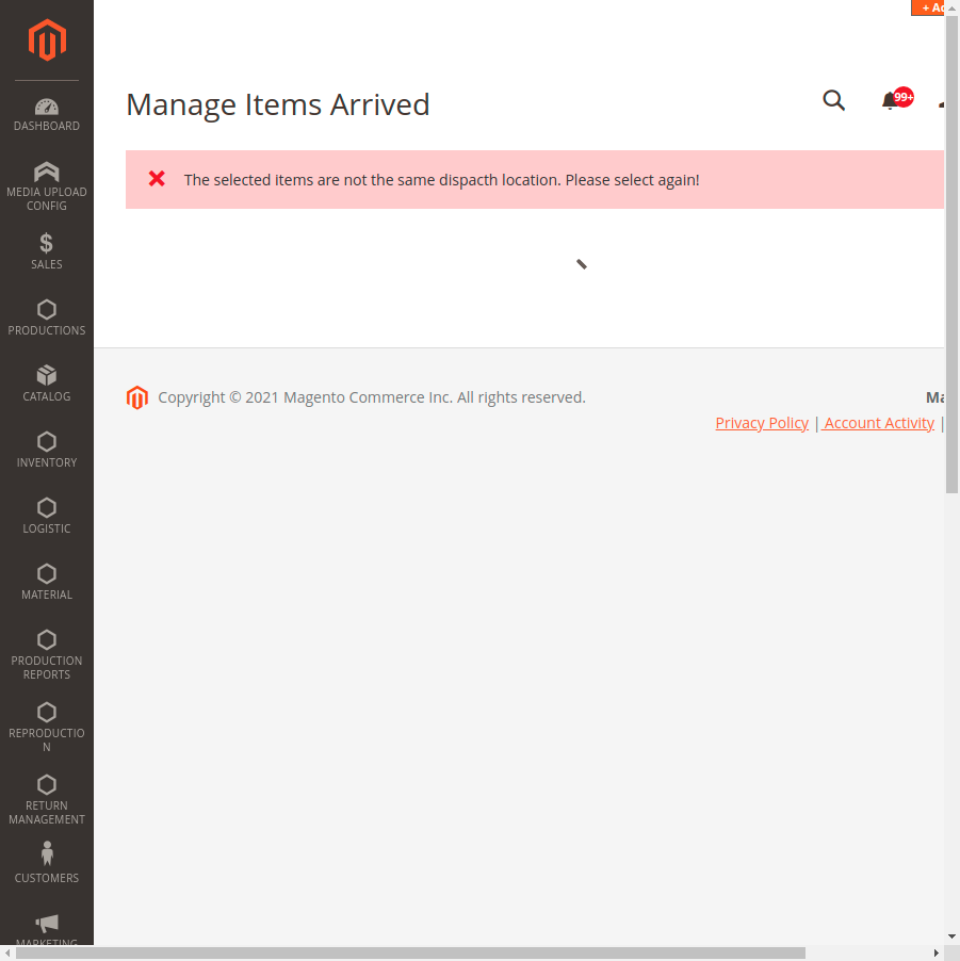 + Ad
Manage Items Arrived
99+
The selected items are not the same dispacth location. Please select again!
DASHBOARD
MEDIA UPLOAD
CONFIG
SALES
PRODUCTIONS
CATALOG
INVENTORY
LOGISTIC
MATERIAL
PRODUCTION
REPORTS
REPRODUCTIO
N
RETURN
MANAGEMENT
CUSTOMERS
MARKETING
Copyright © 2021 Magento Commerce Inc. All rights reserved.
Ma
Privacy Policy | Account Activity |